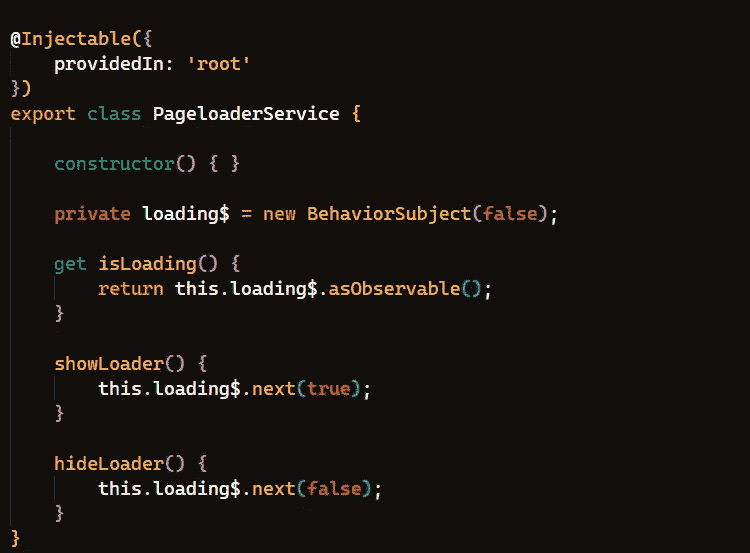 @Injectable({
    providedIn: 'root'
})
export class PageloaderService {
    constructor() { }
    private loading$ = new BehaviorSubject(false);
    get isLoading() {
        return this.loading$.asObservable();
    }
    showLoader() {
        this.loading$.next(true);
    }
    hideLoader() {
        this.loading$.next(false);
    }
}